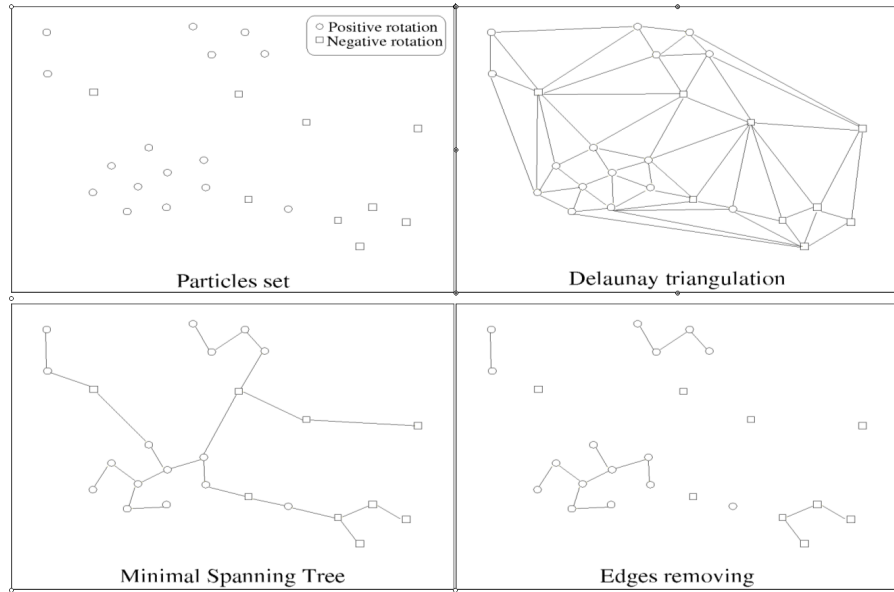 Positive rotation
Negative rotation
Particles set
Delaunay triangulation
Minimal Spanning Tree
Edges removing